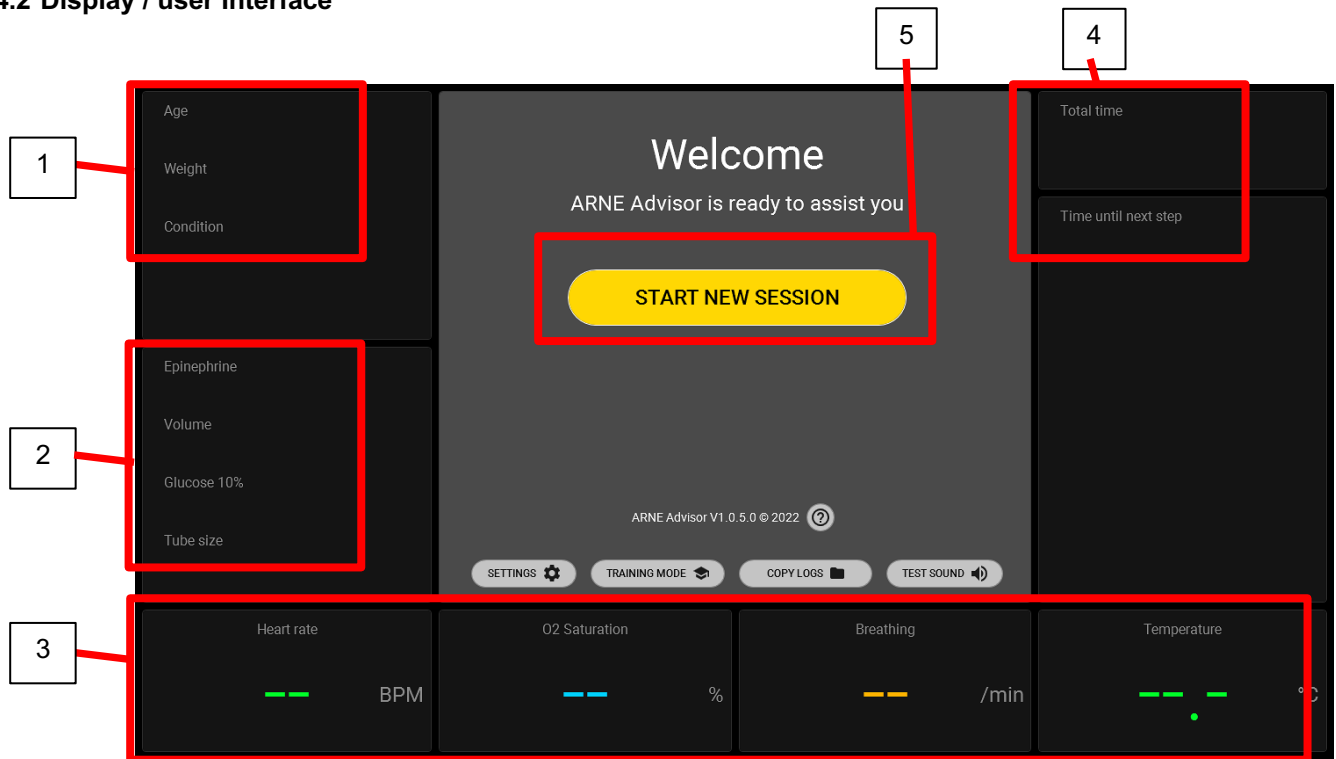 4.2 Display / user interface
5
4
1
Age
Weight
Condition
Welcome
ARNE Advisor is ready to assist you
START NEW SESSION
Total time
Time until next step
2
Epinephrine
Volume
Glucose 10%
Tube size
ARNE Advisor V1.0.5.0 © 2022 ?
SETTINGS
TRAINING MODE
COPY LOGS
TEST SOUND
3
Heart rate
-- BPM
O2 Saturation
-- %
Breathing
-- /min
Temperature
--.- °C